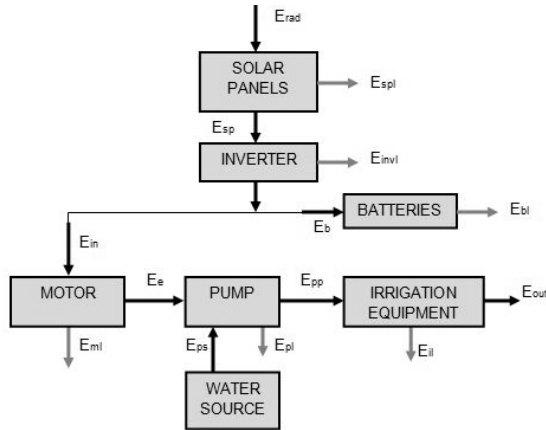 Erad
SOLAR
PANELS
Espl
Esp
INVERTER
Einvl
BATTERIES
Ebl
Eb
Ein
MOTOR
Ee
PUMP
Epp
IRRIGATION
EQUIPMENT
Eout
Eml
Eps
Epl
Eil
WATER
SOURCE